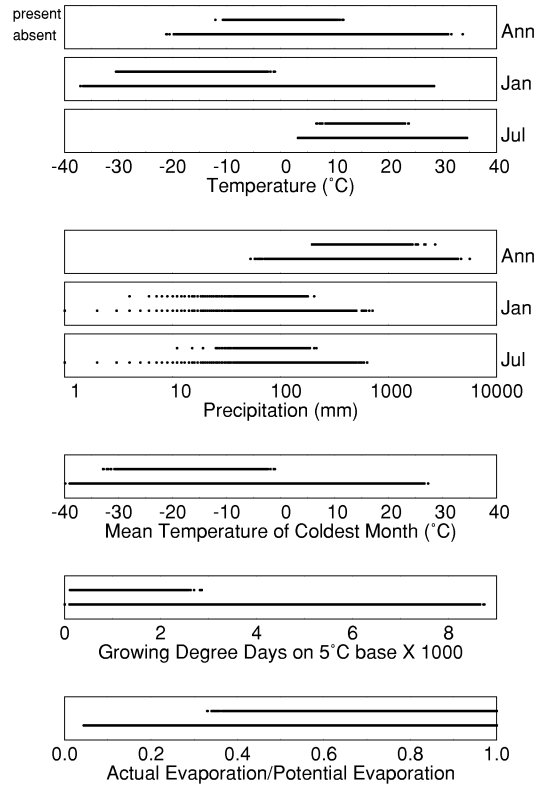 present
absent
Ann
Jan
Jul
-40 -30 -20 -10 0 10 20 30 40
Temperature (˚C)
Ann
Jan
Jul
1 10 100 1000 10000
Precipitation (mm)
-40 -30 -20 -10 0 10 20 30 40
Mean Temperature of Coldest Month (˚C)
0 2 4 6 8
Growing Degree Days on 5˚C base X 1000
0.0 0.2 0.4 0.6 0.8 1.0
Actual Evaporation/Potential Evaporation